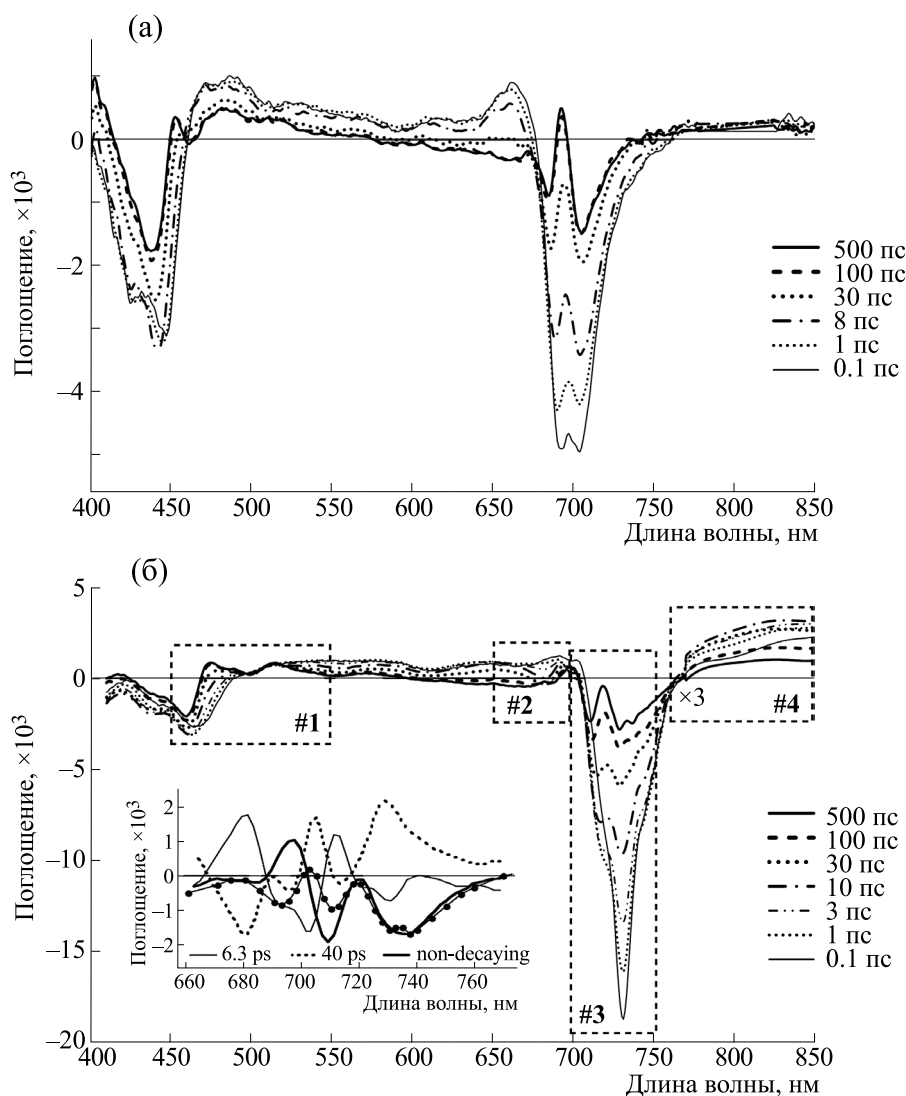 (а)
Поглощение, ×10³
0
−2
−4
400 450 500 550 600 650 700 750 800 850
Длина волны, нм
500 пс
100 пс
30 пс
8 пс
1 пс
0.1 пс
(б)
Поглощение, ×10³
5
0
−5
−10
−15
−20
#1
#2
×3
#4
#3
Поглощение, ×10³
2
1
0
−1
−2
6.3 ps 40 ps non-decaying
660 680 700 720 740 760
Длина волны, нм
500 пс
100 пс
30 пс
10 пс
3 пс
1 пс
0.1 пс
400 450 500 550 600 650 700 750 800 850
Длина волны, нм